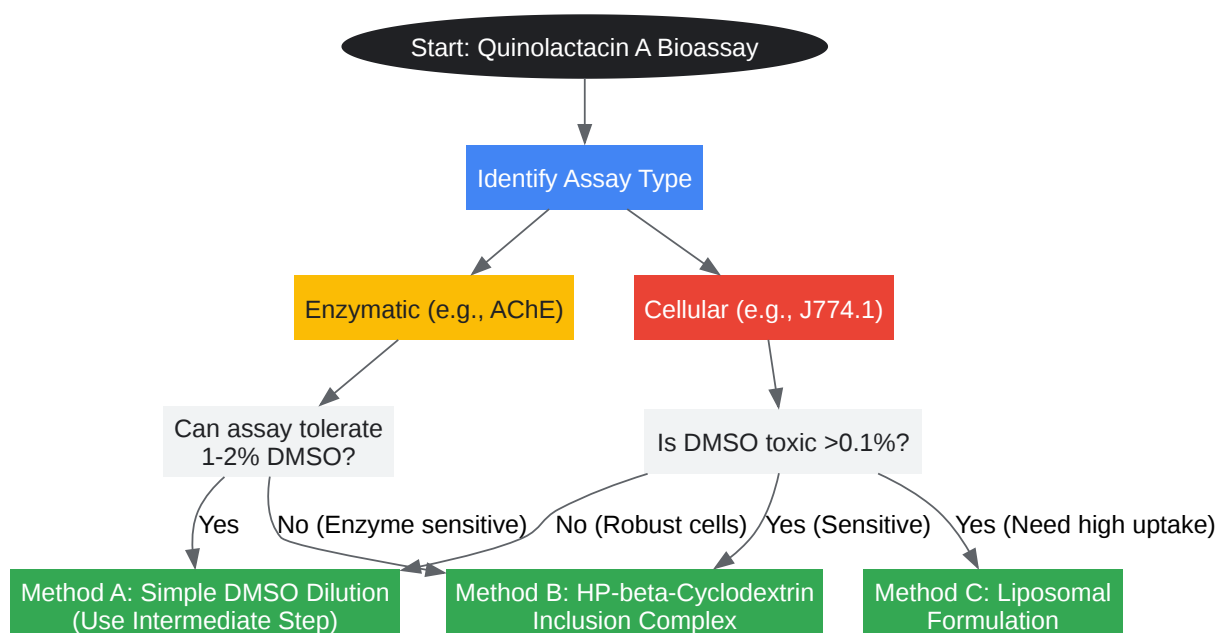 Start: Quinolactacin A Bioassay
Identify Assay Type
Enzymatic (e.g., AChE)
Cellular (e.g., J774.1)
Can assay tolerate
1-2% DMSO?
Is DMSO toxic >0.1%?
Yes
No (Enzyme sensitive)
No (Robust cells)
Yes (Sensitive)
Yes (Need high uptake)
Method A: Simple DMSO Dilution
(Use Intermediate Step)
Method B: HP-beta-Cyclodextrin
Inclusion Complex
Method C: Liposomal
Formulation